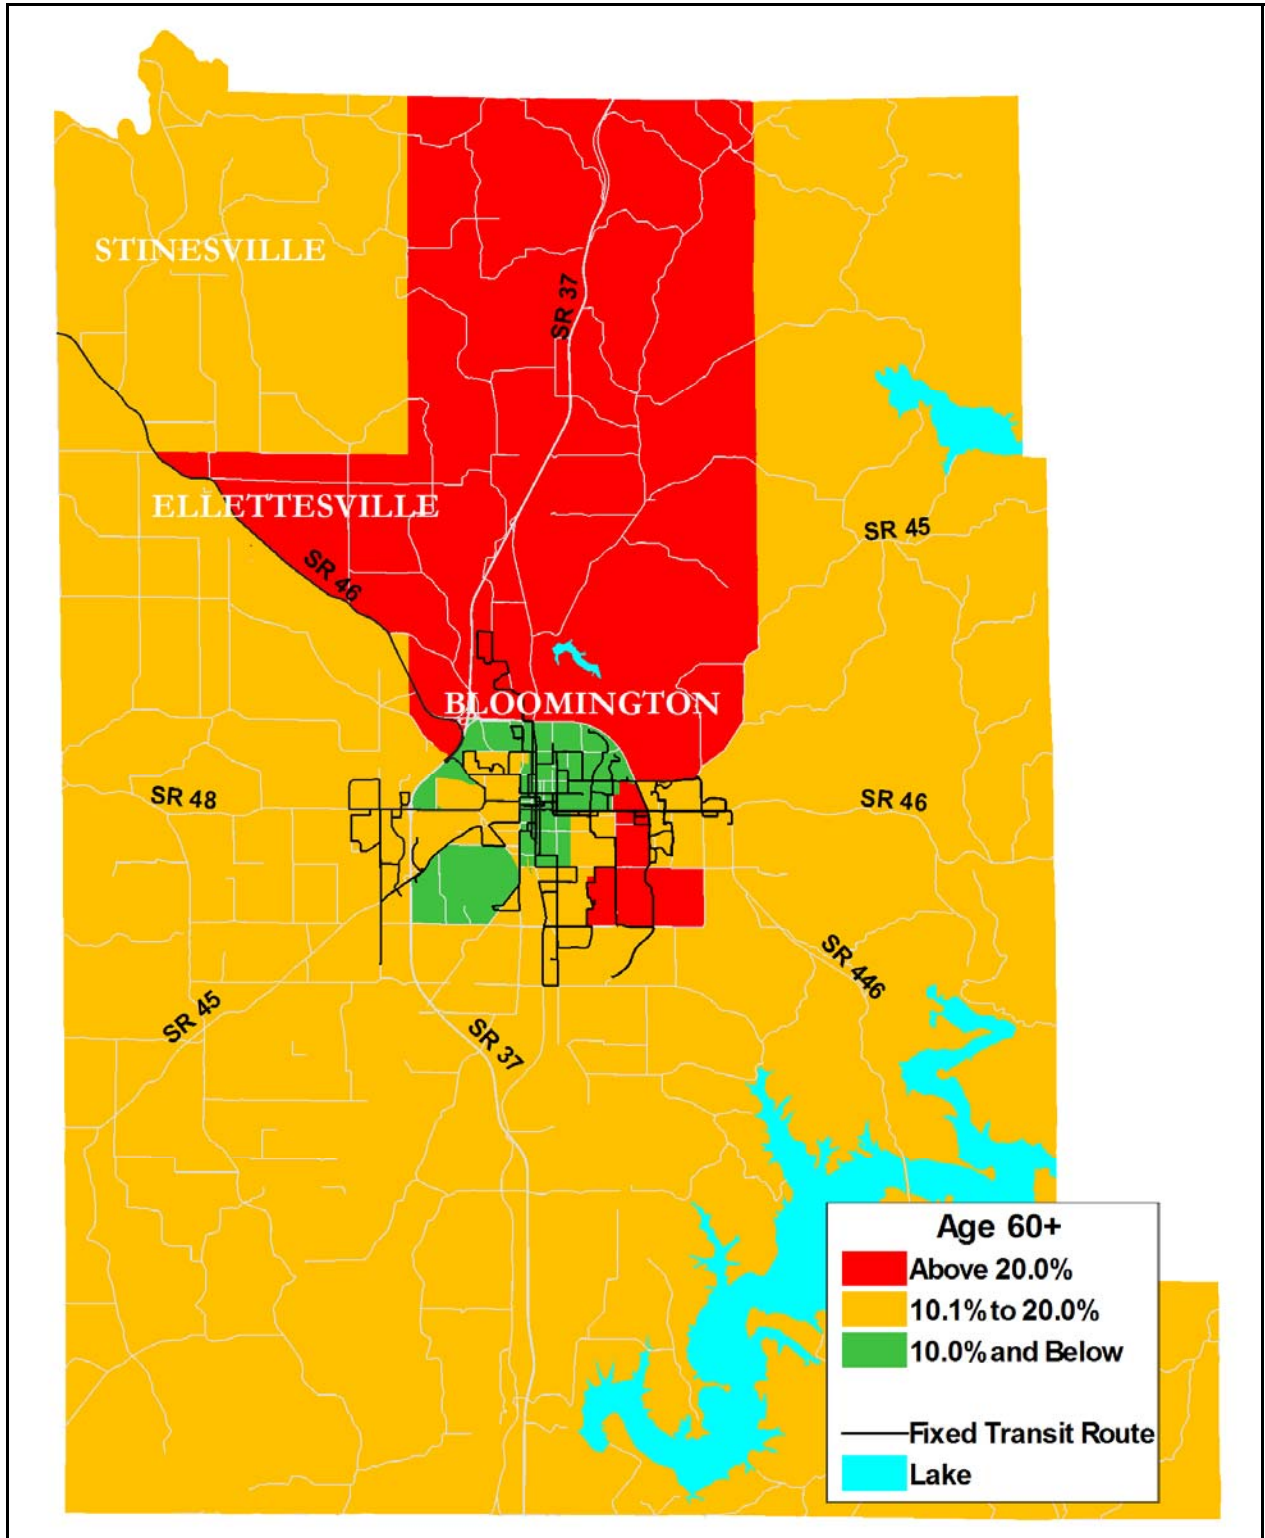 STINESVILLE
SR 37
ELLETTESVILLE
SR 45
SR 46
BLOOMINGTON
SR 48
SR 46
SR 446
SR 45
SR 37
Age 60+
Above 20.0%
10.1% to 20.0%
10.0% and Below
Fixed Transit Route
Lake